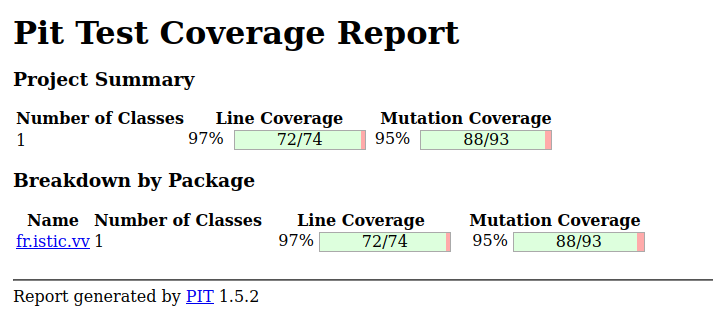 Pit Test Coverage Report
Project Summary
Number of Classes Line Coverage Mutation Coverage
1 97% 72/74 95% 88/93
Breakdown by Package
Name Number of Classes Line Coverage Mutation Coverage
fr.istic.vv 1 97% 72/74 95% 88/93
Report generated by PIT 1.5.2